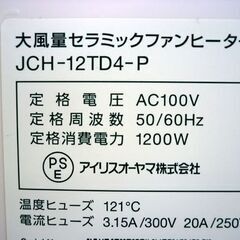 大風量セラミックファンヒーター
JCH-12TD4-P
定格電圧 AC100V
定格周波数 50/60Hz
定格消費電力 1200W
PS
E
アイリスオーヤマ株式会社
温度ヒューズ 121℃
電流ヒューズ 3.15A/300V 20A/250